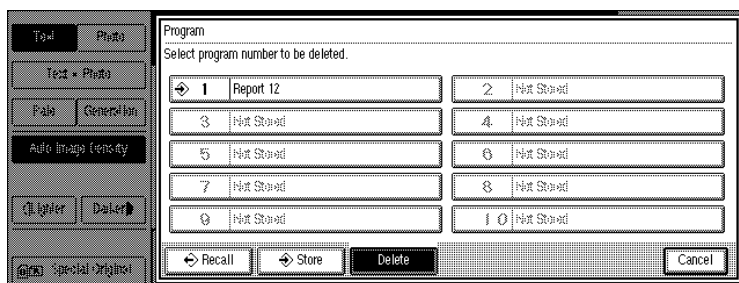 Text Photo
Text • Photo
Pale Generation
Auto Image Density
Lighter Darker
Special Original
Program
Select program number to be deleted.
1 Report 12
2 Not Stored
3 Not Stored
4 Not Stored
5 Not Stored
6 Not Stored
7 Not Stored
8 Not Stored
9 Not Stored
10 Not Stored
Recall Store Delete Cancel